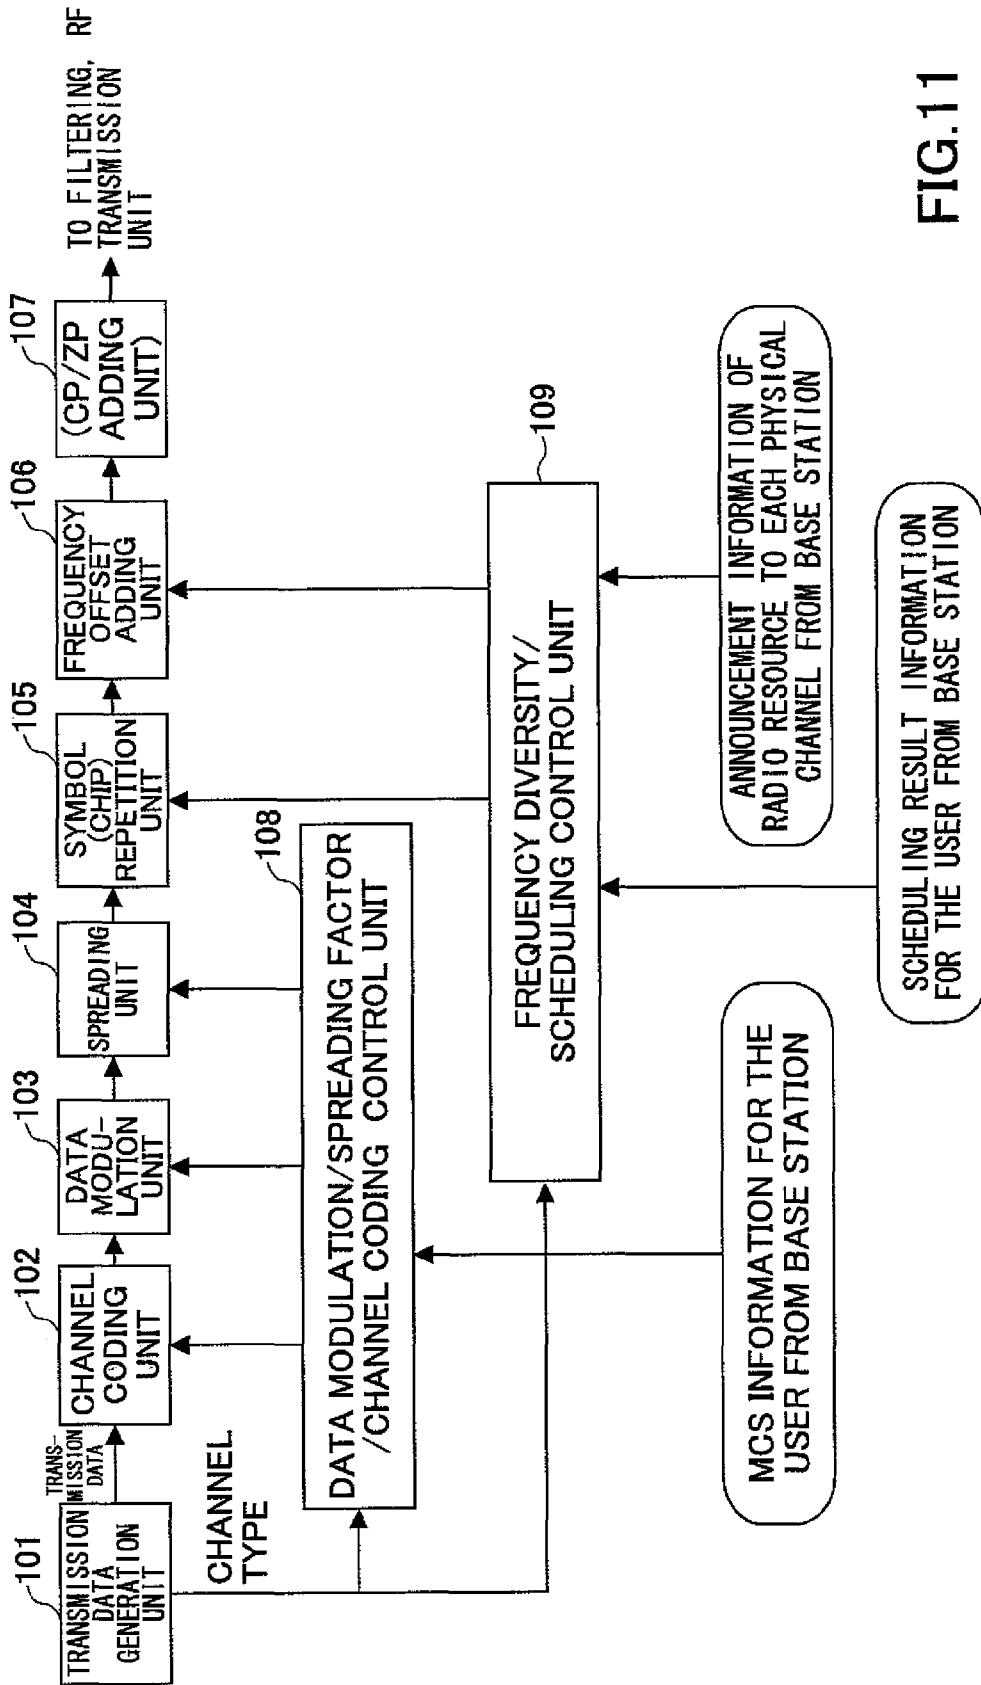 101
TRANSMISSION
DATA
GENERATION
UNIT
TRANS-
MISSION
DATA
102
CHANNEL
CODING
UNIT
103
DATA
MODU-
LATION
UNIT
104
SPREADING
UNIT
105
SYMBOL
(CHIP)
REPETITION
UNIT
106
FREQUENCY
OFFSET
ADDING
UNIT
107
(CP/ZP
ADDING
UNIT)
TO FILTERING, RF
TRANSMISSION
UNIT
CHANNEL
TYPE
108
DATA MODULATION/SPREADING FACTOR
/CHANNEL CODING CONTROL UNIT
109
FREQUENCY DIVERSITY/
SCHEDULING CONTROL UNIT
MCS INFORMATION FOR THE
USER FROM BASE STATION
ANNOUNCEMENT INFORMATION OF
RADIO RESOURCE TO EACH PHYSICAL
CHANNEL FROM BASE STATION
SCHEDULING RESULT INFORMATION
FOR THE USER FROM BASE STATION
FIG.11